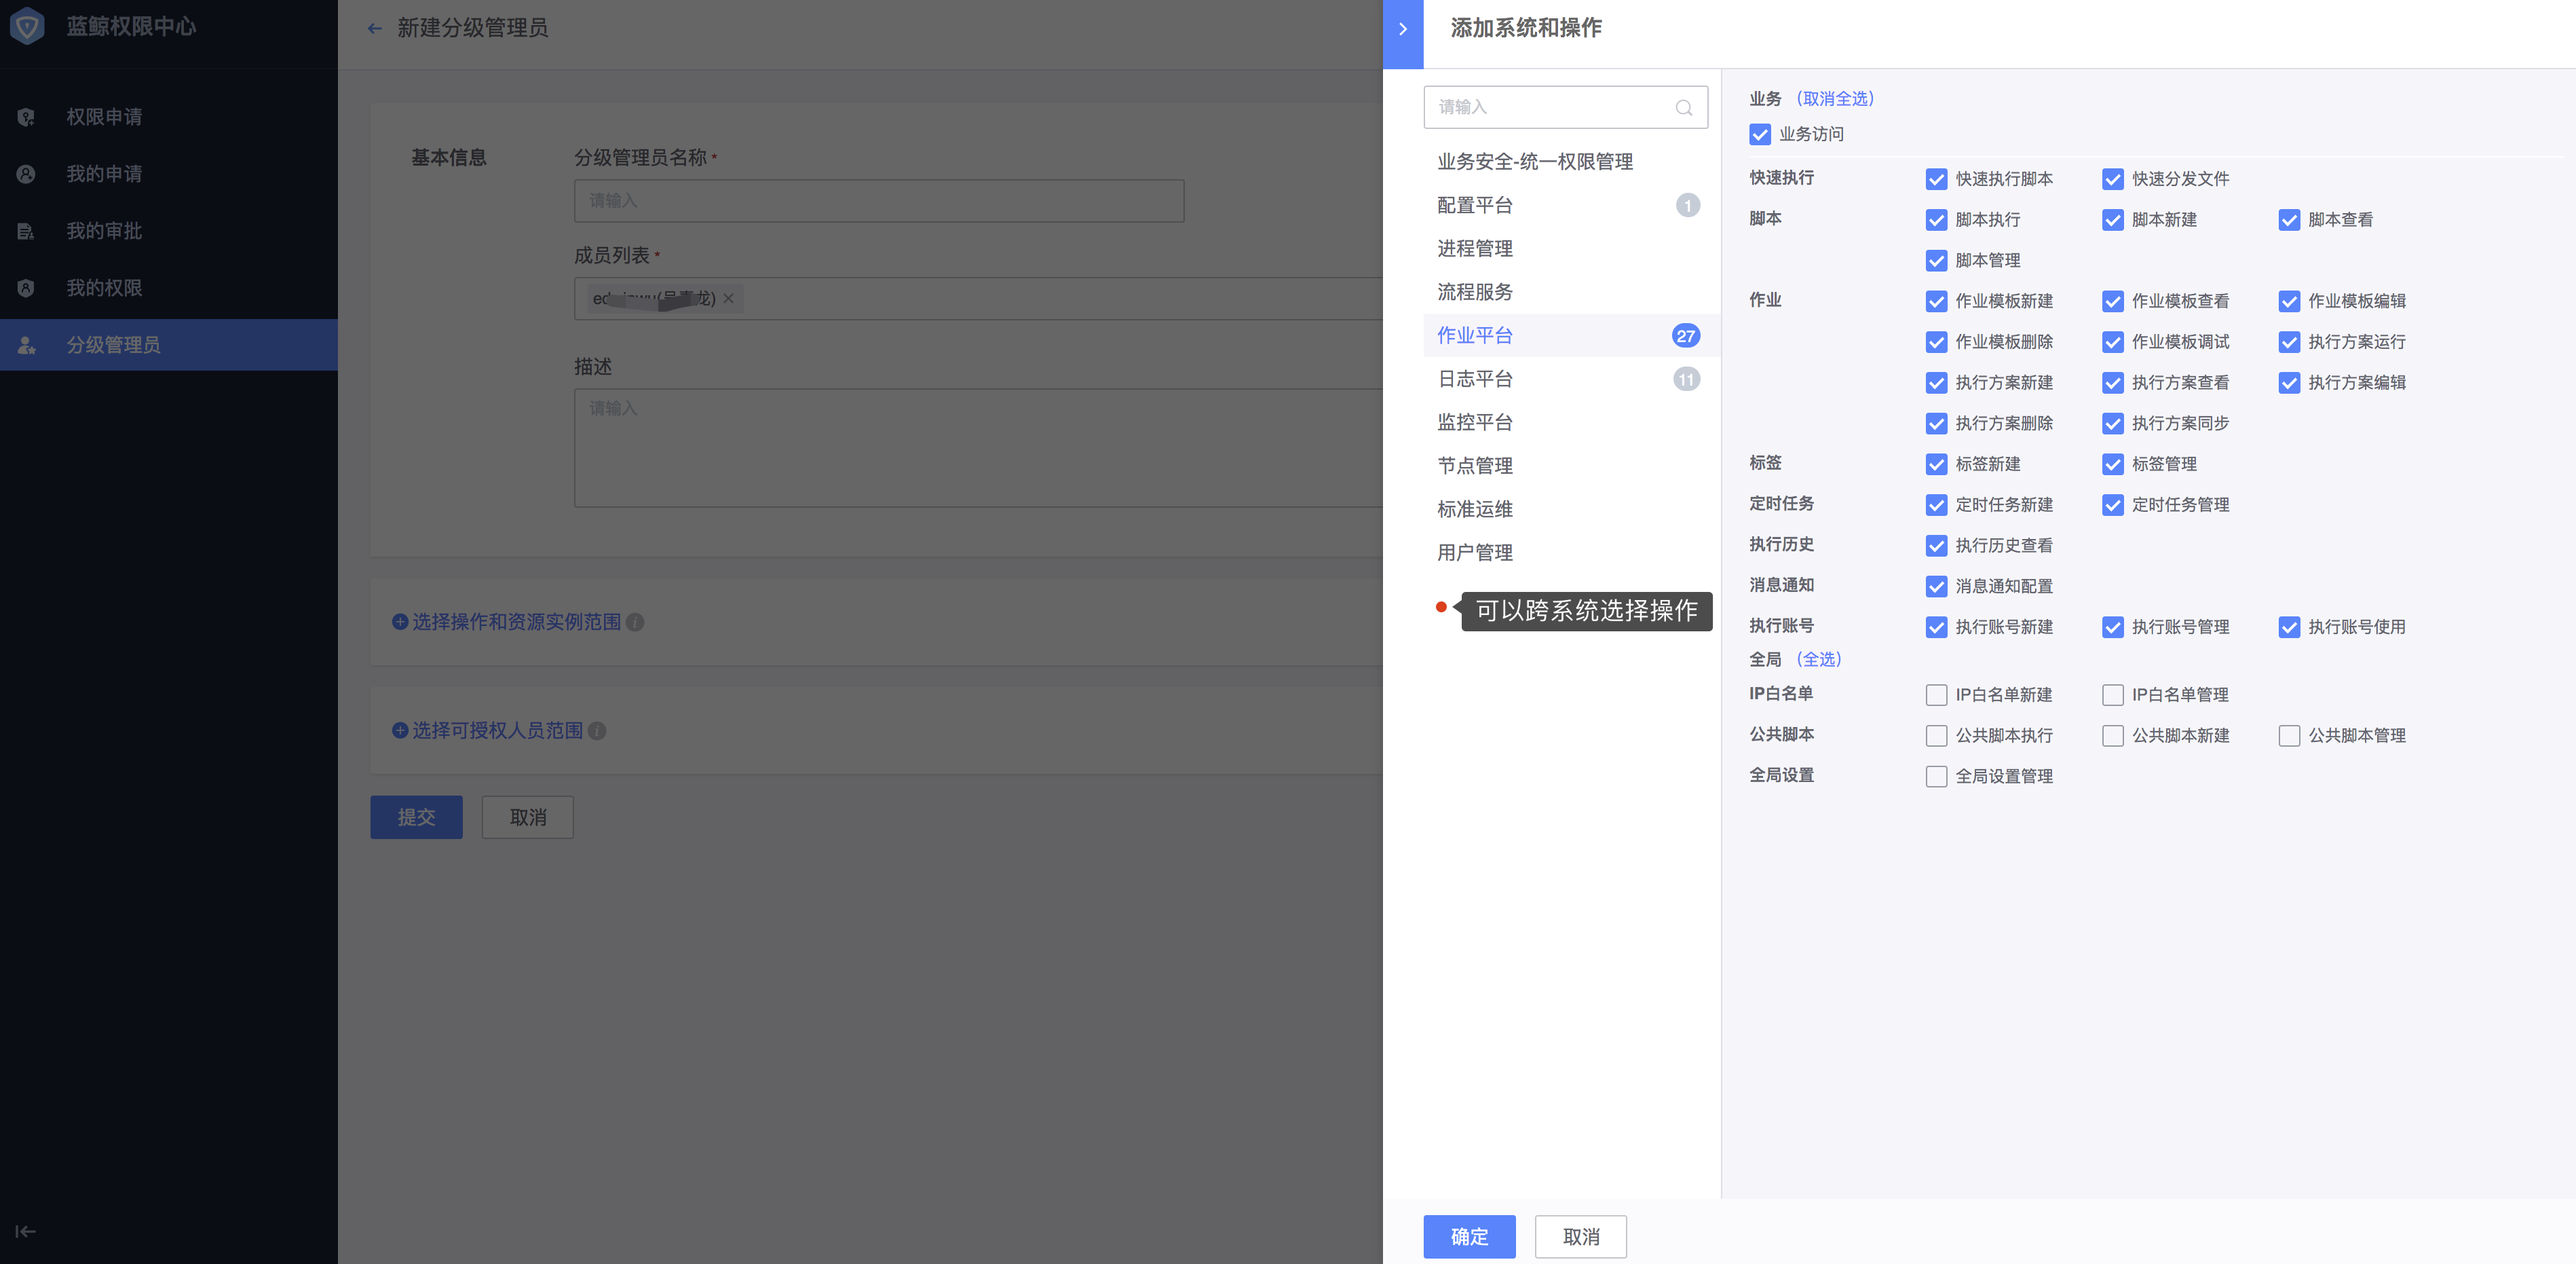 蓝鲸权限中心
权限申请
我的申请
我的审批
我的权限
分级管理员
新建分级管理员
基本信息
分级管理员名称 *
请输入
成员列表 *
龙)
描述
请输入
选择操作和资源实例范围
选择可授权人员范围
提交
取消
添加系统和操作
请输入
业务安全-统一权限管理
配置平台 1
进程管理
流程服务
作业平台 27
日志平台 11
监控平台
节点管理
标准运维
用户管理
可以跨系统选择操作
业务 (取消全选)
业务访问
快速执行 快速执行脚本 快速分发文件
脚本 脚本执行 脚本新建 脚本查看
脚本管理
作业 作业模板新建 作业模板查看 作业模板编辑
作业模板删除 作业模板调试 执行方案运行
执行方案新建 执行方案查看 执行方案编辑
执行方案删除 执行方案同步
标签 标签新建 标签管理
定时任务 定时任务新建 定时任务管理
执行历史 执行历史查看
消息通知 消息通知配置
执行账号 执行账号新建 执行账号管理 执行账号使用
全局 (全选)
IP白名单 IP白名单新建 IP白名单管理
公共脚本 公共脚本执行 公共脚本新建 公共脚本管理
全局设置 全局设置管理
确定
取消